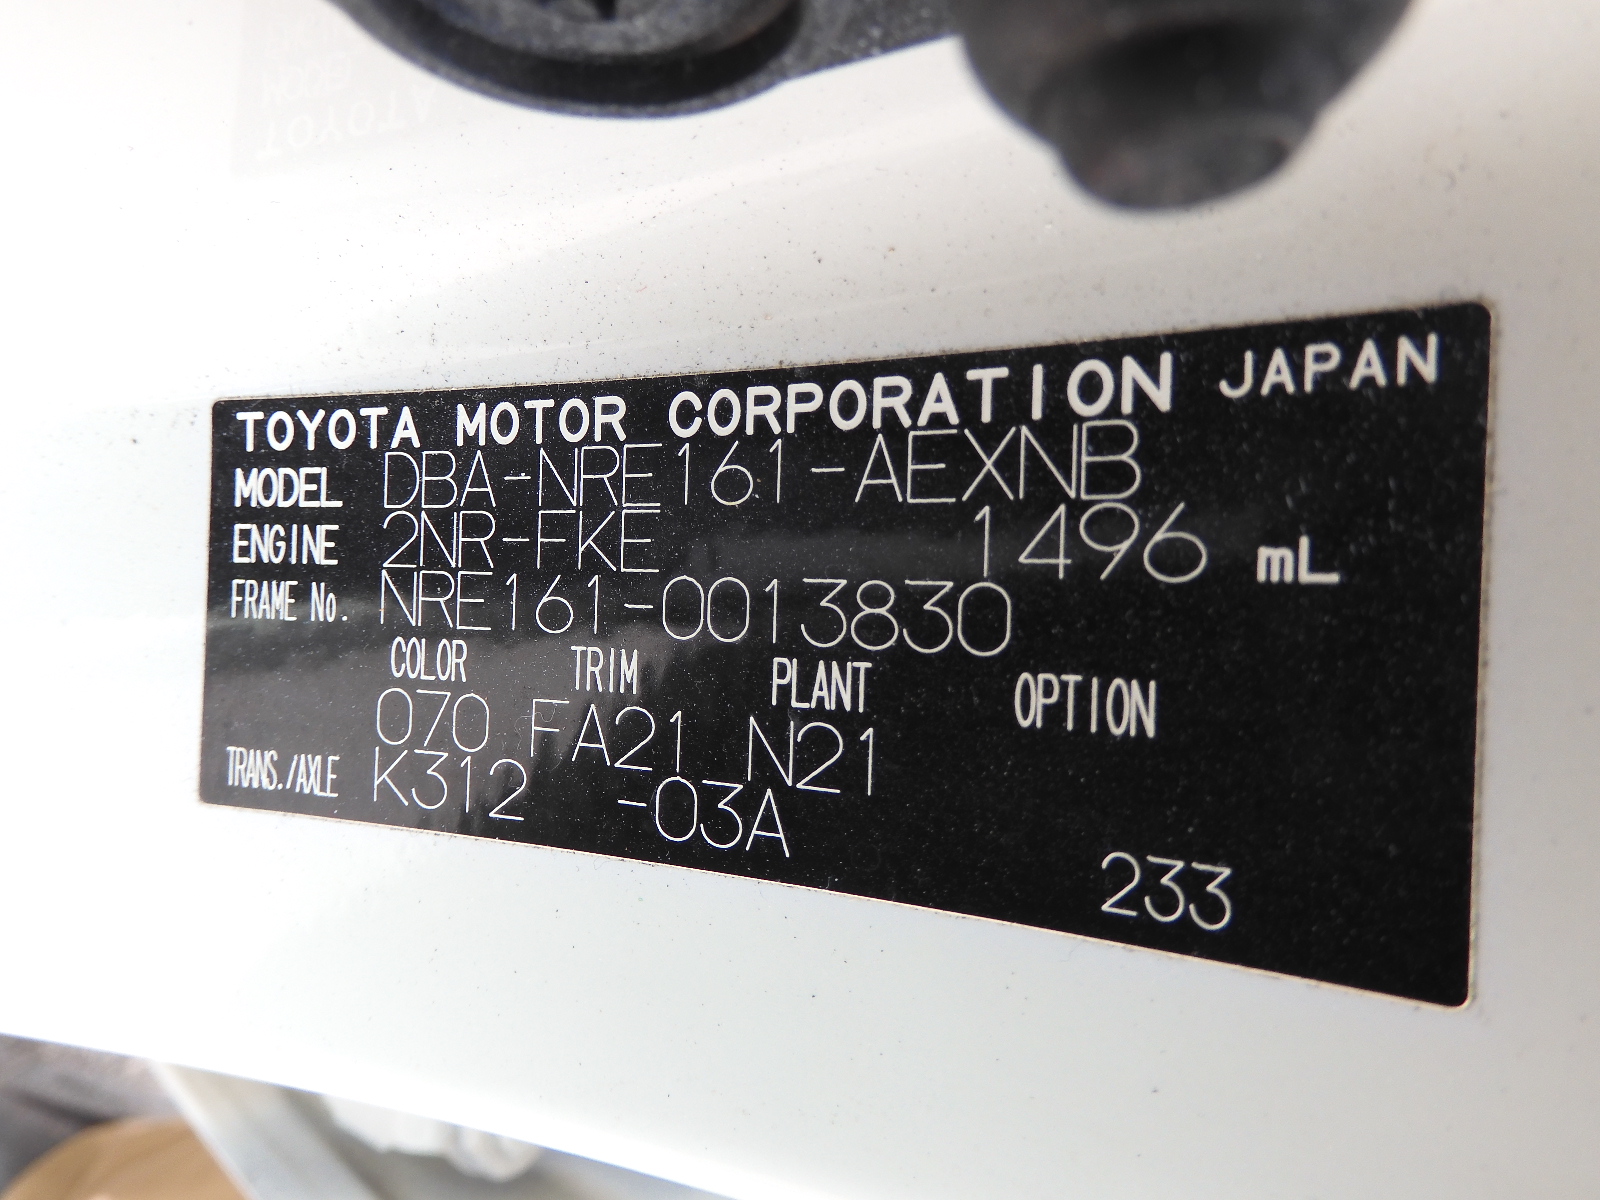 TOYOTA MOTOR CORPORATION JAPAN
MODEL DBA-NRE161-AEXNB
ENGINE 2NR-FKE 1496 mL
FRAME No. NRE161-0013830
COLOR TRIM PLANT OPTION
070 FA21 N21
TRANS./AXLE K312 -03A
233